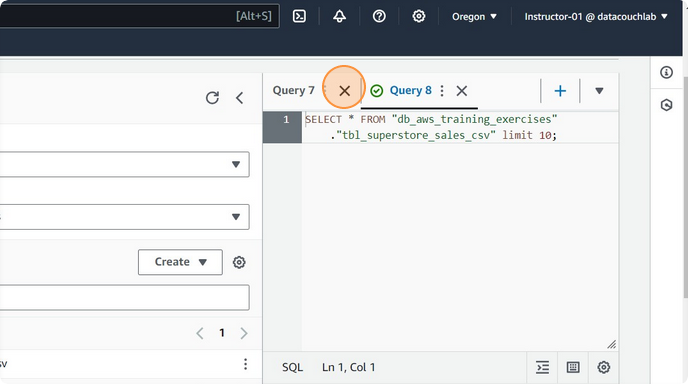 [Alt+S]
Oregon
Instructor-01 @ datacouchlab
Query 7
Query 8
1
SELECT * FROM "db_aws_training_exercises"
."tbl_superstore_sales_csv" limit 10;
Create
1
SQL
Ln 1, Col 1